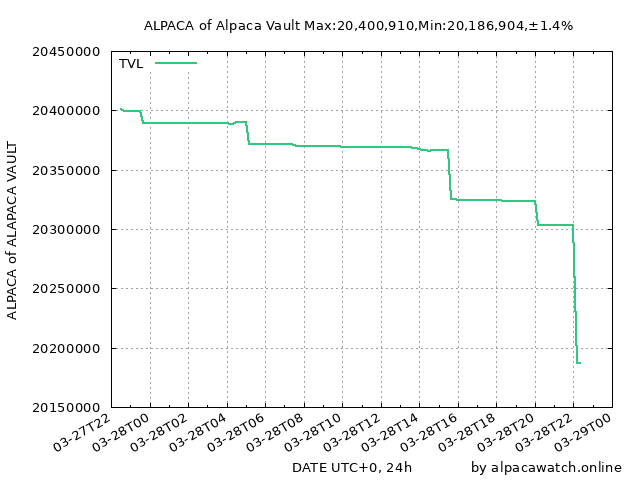 ALPACA of Alpaca Vault Max:20,400,910,Min:20,186,904,±1.4%
TVL
20450000
20400000
20350000
20300000
20250000
20200000
20150000
ALPACA of ALAPACA VAULT
03-27T22
03-28T00
03-28T02
03-28T04
03-28T06
03-28T08
03-28T10
03-28T12
03-28T14
03-28T16
03-28T18
03-28T20
03-28T22
03-29T00
DATE UTC+0, 24h
by alpacawatch.online